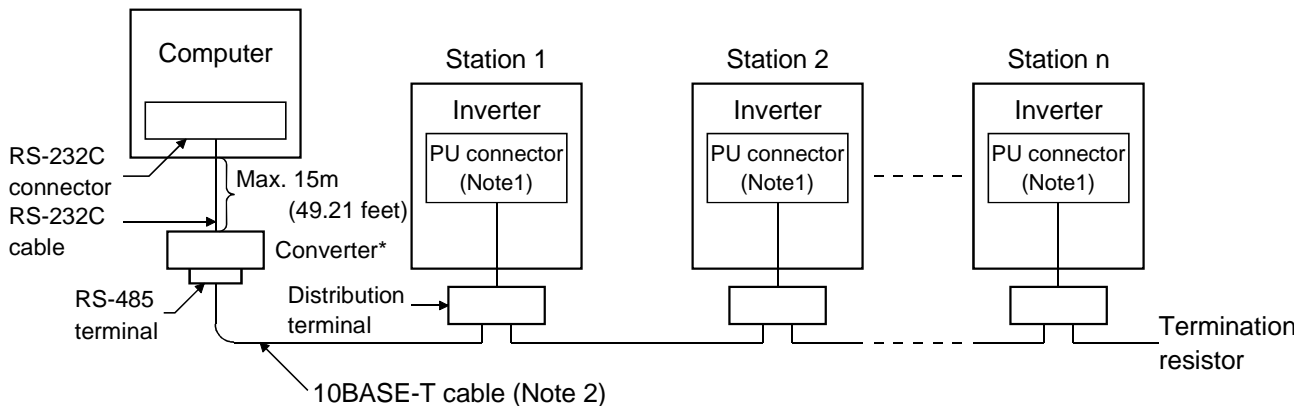 Computer
Station 1
Station 2
Station n
Inverter
Inverter
Inverter
PU connector
(Note1)
PU connector
(Note1)
PU connector
(Note1)
RS-232C
connector
Max. 15m
(49.21 feet)
RS-232C
cable
Converter*
RS-485
terminal
Distribution
terminal
Termination
resistor
10BASE-T cable (Note 2)